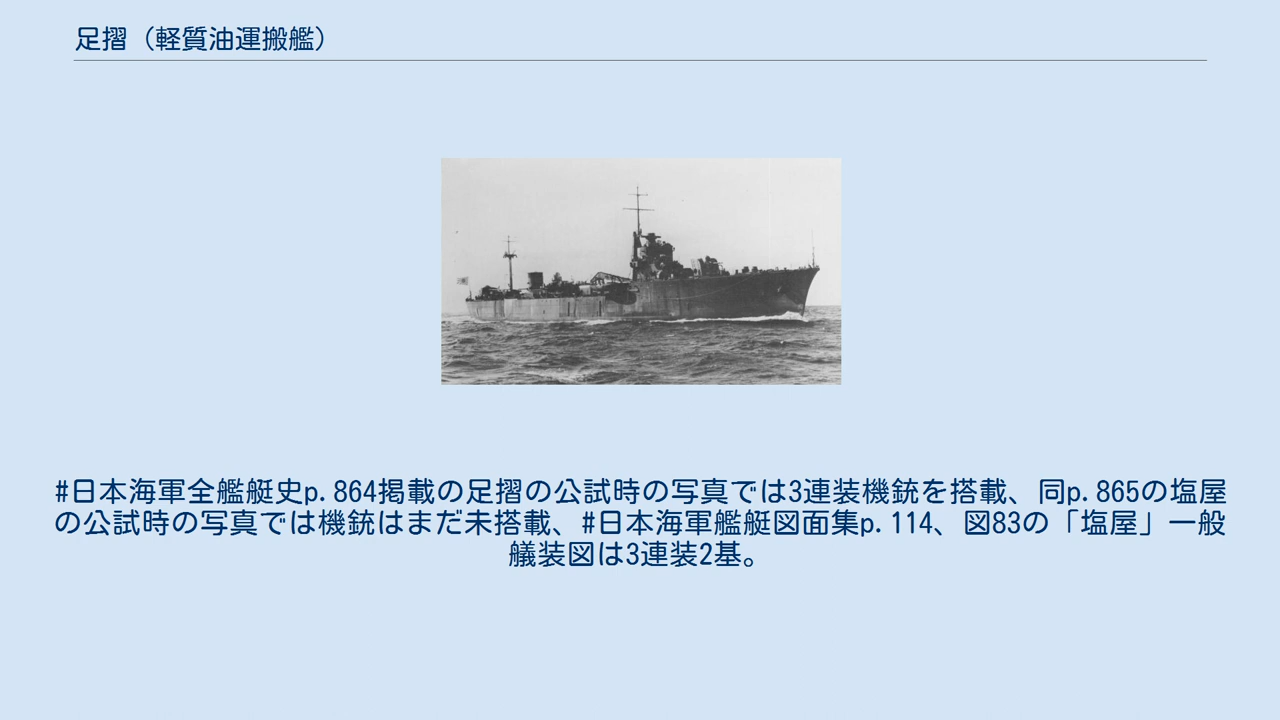 足摺（軽質油運搬艦）
#日本海軍全艦艇史p.864掲載の足摺の公試時の写真では3連装機銃を搭載、同p.865の塩屋
の公試時の写真では機銃はまだ未搭載、#日本海軍艦艇図面集p.114、図83の「塩屋」一般
艤装図は3連装2基。